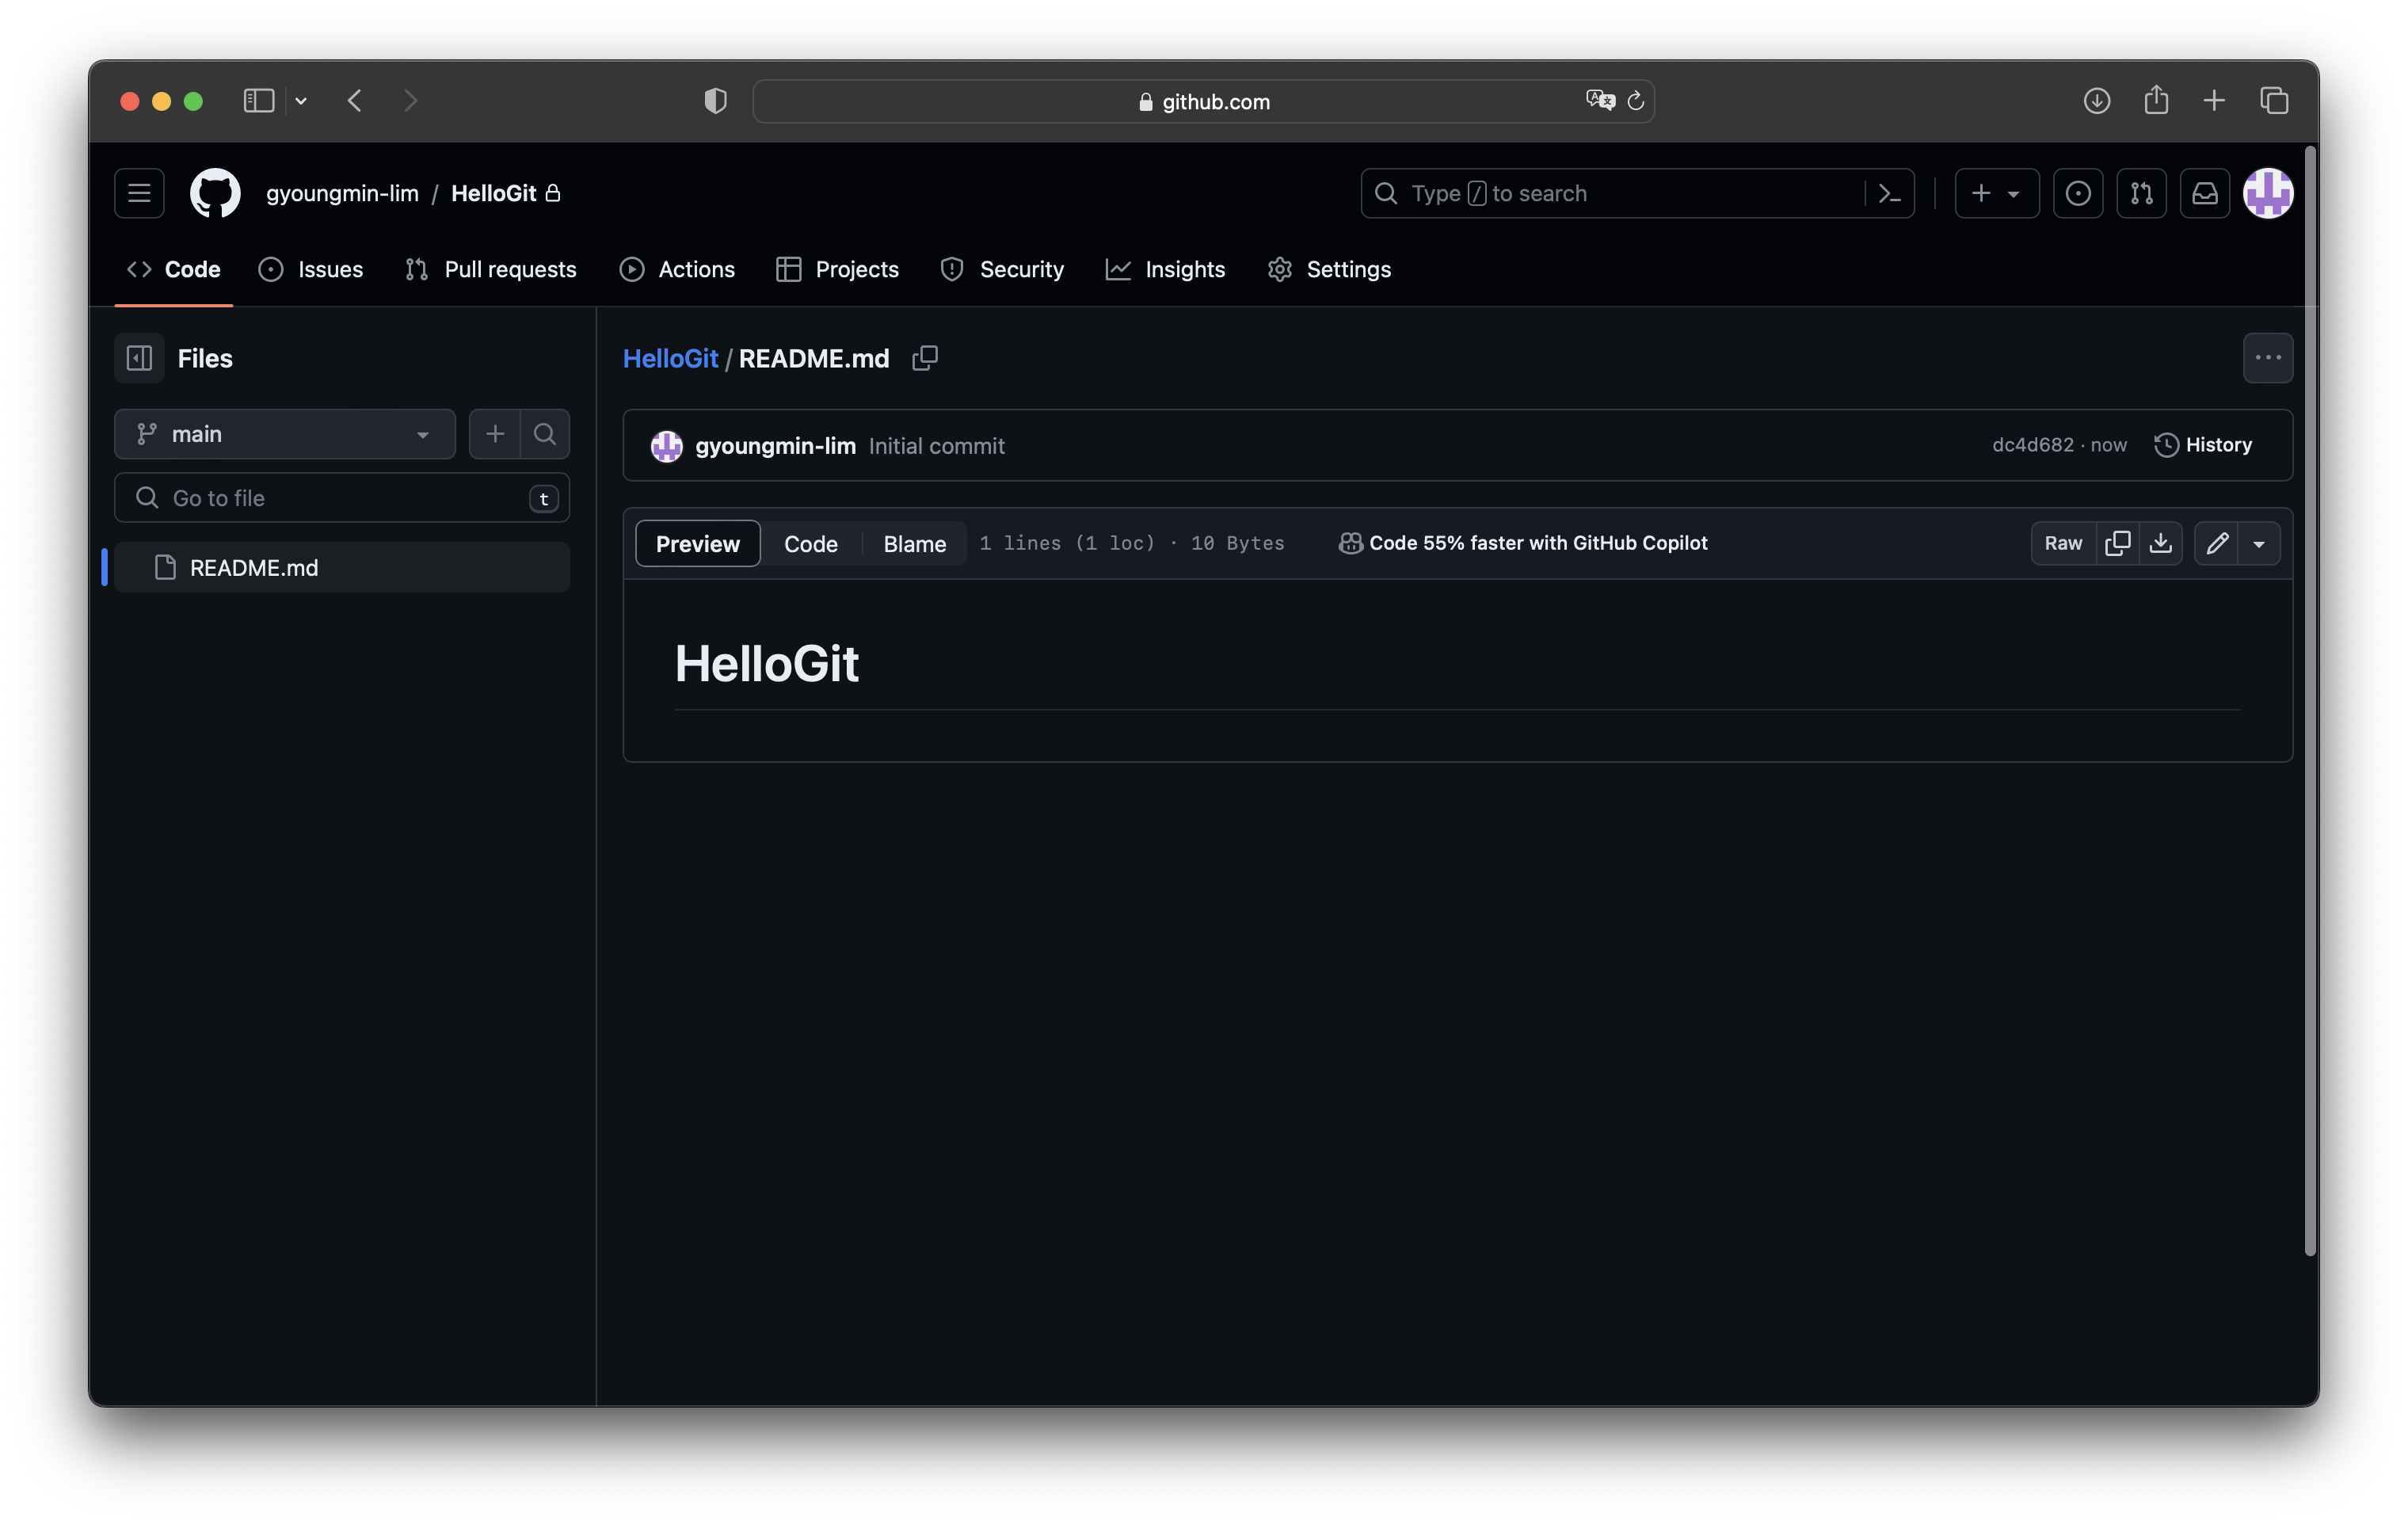 github.com
gyoungmin-lim / HelloGit
Type / to search
Code Issues Pull requests Actions Projects Security Insights Settings
Files
HelloGit / README.md
main
gyoungmin-lim Initial commit dc4d682 · now History
Go to file t
Preview Code Blame 1 lines (1 loc) · 10 Bytes Code 55% faster with GitHub Copilot Raw
README.md
HelloGit